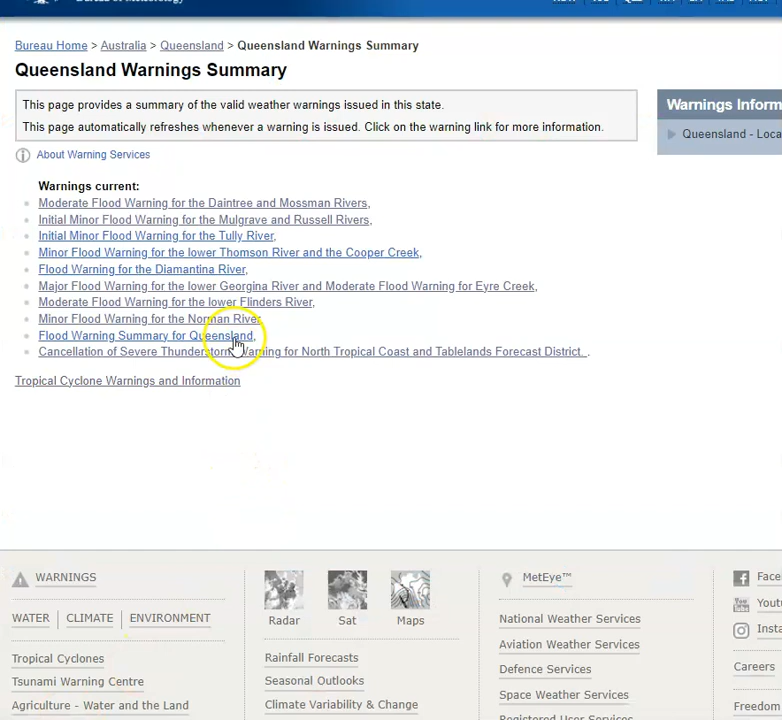 Bureau Home > Australia > Queensland > Queensland Warnings Summary
Queensland Warnings Summary
This page provides a summary of the valid weather warnings issued in this state.
This page automatically refreshes whenever a warning is issued. Click on the warning link for more information.
Warnings Inform
Queensland - Loca
About Warning Services
Warnings current:
Moderate Flood Warning for the Daintree and Mossman Rivers,
Initial Minor Flood Warning for the Mulgrave and Russell Rivers,
Initial Minor Flood Warning for the Tully River,
Minor Flood Warning for the lower Thomson River and the Cooper Creek,
Flood Warning for the Diamantina River,
Major Flood Warning for the lower Georgina River and Moderate Flood Warning for Eyre Creek,
Moderate Flood Warning for the lower Flinders River,
Minor Flood Warning for the Norman River,
Flood Warning Summary for Queensland,
Cancellation of Severe Thunderstorm Warning for North Tropical Coast and Tablelands Forecast District .
Tropical Cyclone Warnings and Information
WARNINGS
WATER | CLIMATE | ENVIRONMENT
Tropical Cyclones
Tsunami Warning Centre
Agriculture - Water and the Land
Radar Sat Maps
Rainfall Forecasts
Seasonal Outlooks
Climate Variability & Change
MetEye™
National Weather Services
Aviation Weather Services
Defence Services
Space Weather Services
Registered User Services
Face
Yout
Insta
Careers
Freedom